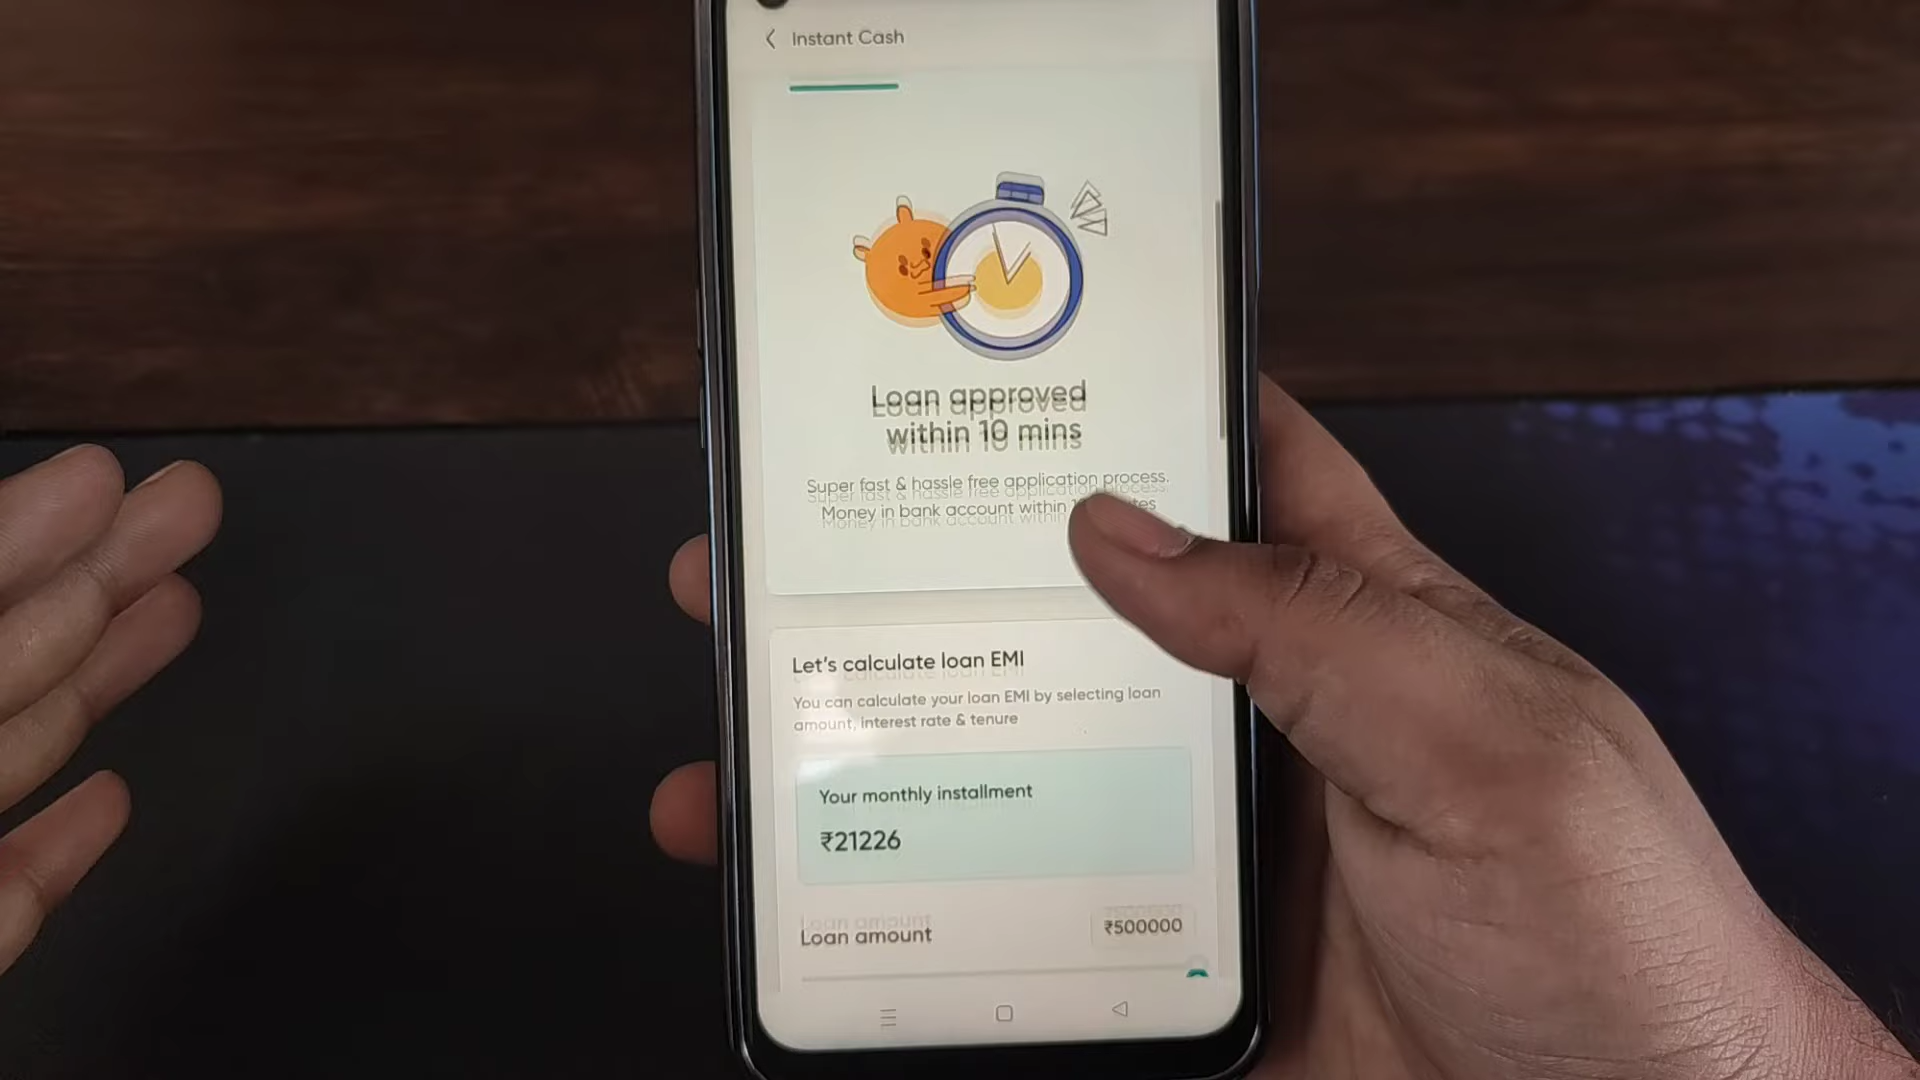 Instant Cash
Loan approved
within 10 mins
Super fast & hassle free application process.
Money in bank account within
Let's calculate loan EMI
You can calculate your loan EMI by selecting loan
amount, interest rate & tenure
Your monthly installment
₹21226
Loan amount
₹500000